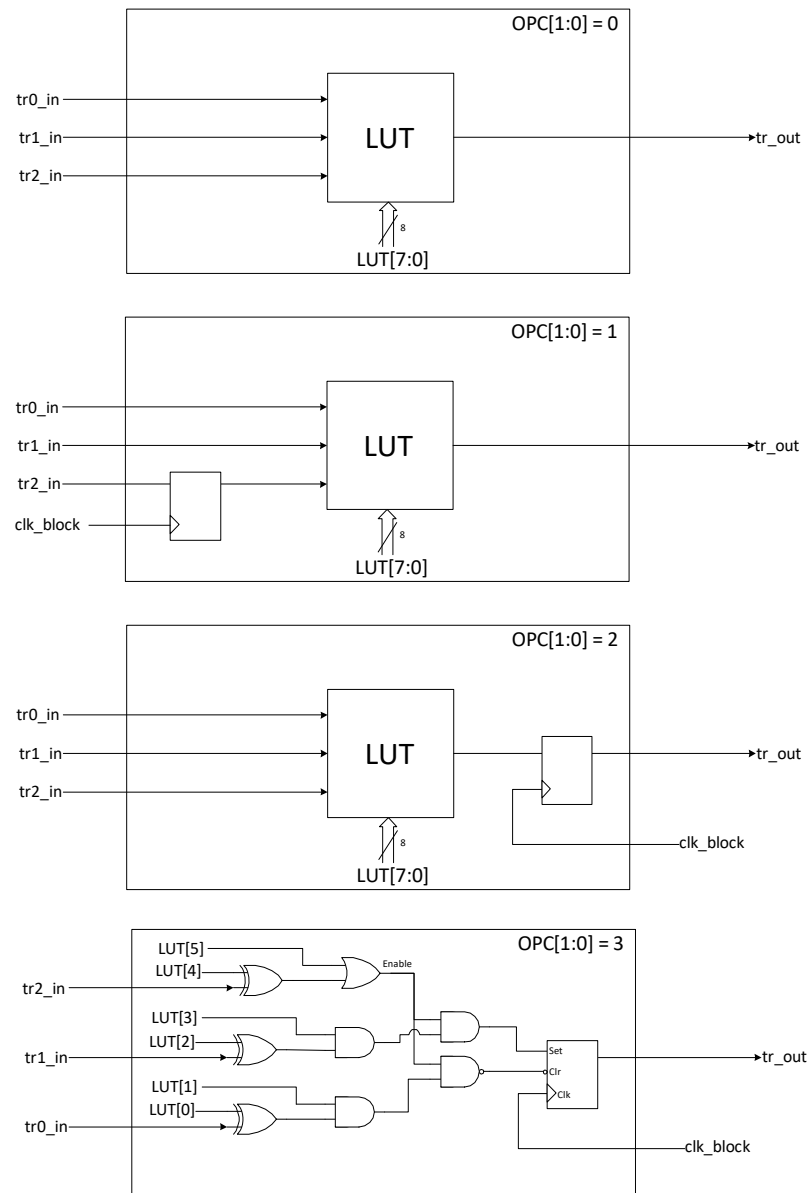 OPC[1:0] = 0
tr0_in
tr1_in
tr2_in
LUT
tr_out
8
LUT[7:0]
OPC[1:0] = 1
tr0_in
tr1_in
tr2_in
clk_block
LUT
tr_out
8
LUT[7:0]
OPC[1:0] = 2
tr0_in
tr1_in
tr2_in
LUT
tr_out
clk_block
8
LUT[7:0]
OPC[1:0] = 3
LUT[5]
Enable
LUT[4]
tr2_in
LUT[3]
LUT[2]
tr1_in
Set
tr_out
Clr
LUT[1]
Clk
LUT[0]
tr0_in
clk_block